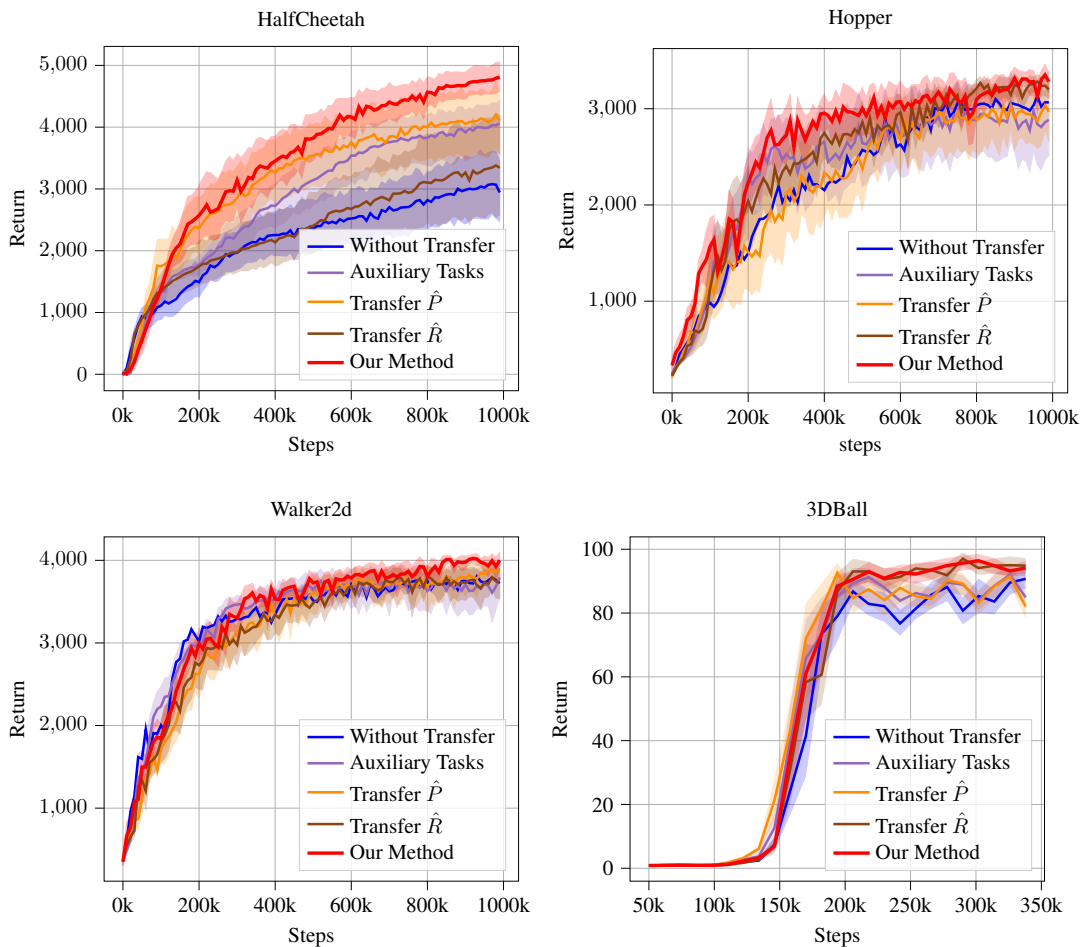 HalfCheetah
5,000
4,000
3,000
2,000
1,000
0
Return
0k 200k 400k 600k 800k 1000k
Steps
Without Transfer
Auxiliary Tasks
Transfer P̂
Transfer R̂
Our Method
Hopper
3,000
2,000
1,000
Return
0k 200k 400k 600k 800k 1000k
steps
Without Transfer
Auxiliary Tasks
Transfer P̂
Transfer R̂
Our Method
Walker2d
4,000
3,000
2,000
1,000
Return
0k 200k 400k 600k 800k 1000k
Steps
Without Transfer
Auxiliary Tasks
Transfer P̂
Transfer R̂
Our Method
3DBall
100
80
60
40
20
0
Return
50k 100k 150k 200k 250k 300k 350k
Steps
Without Transfer
Auxiliary Tasks
Transfer P̂
Transfer R̂
Our Method